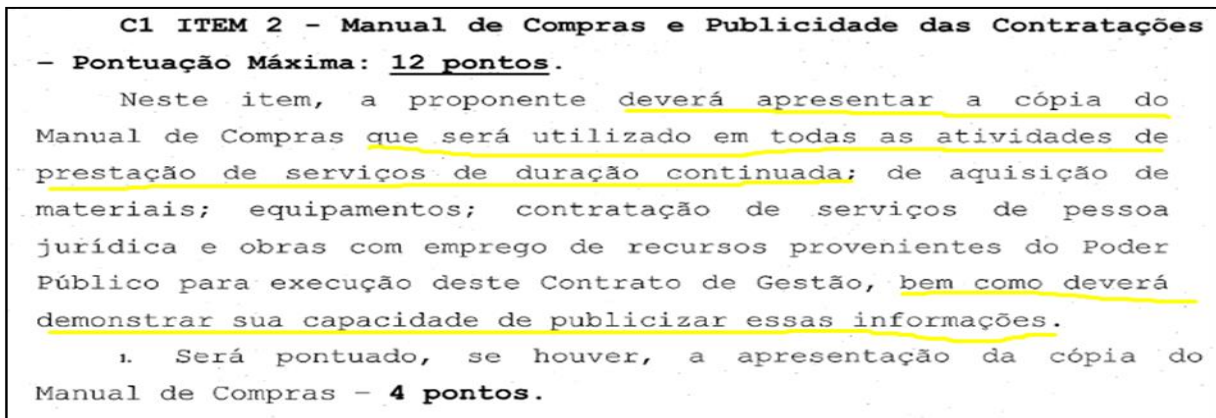 C1 ITEM 2 – Manual de Compras e Publicidade das Contratações
– Pontuação Máxima: 12 pontos.
Neste item, a proponente deverá apresentar a cópia do
Manual de Compras que será utilizado em todas as atividades de
prestação de serviços de duração continuada; de aquisição de
materiais; equipamentos; contratação de serviços de pessoa
jurídica e obras com emprego de recursos provenientes do Poder
Público para execução deste Contrato de Gestão, bem como deverá
demonstrar sua capacidade de publicizar essas informações.
1. Será pontuado, se houver, a apresentação da cópia do
Manual de Compras – 4 pontos.